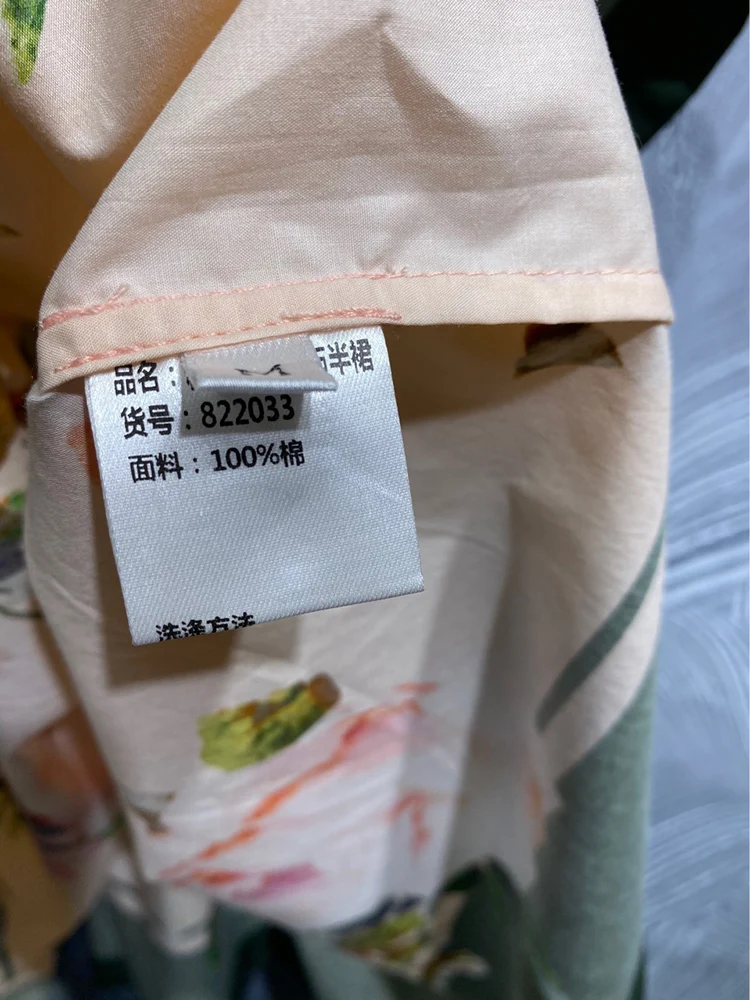 M
品名： 半裙
货号：822033
面料：100%棉
洗涤方法